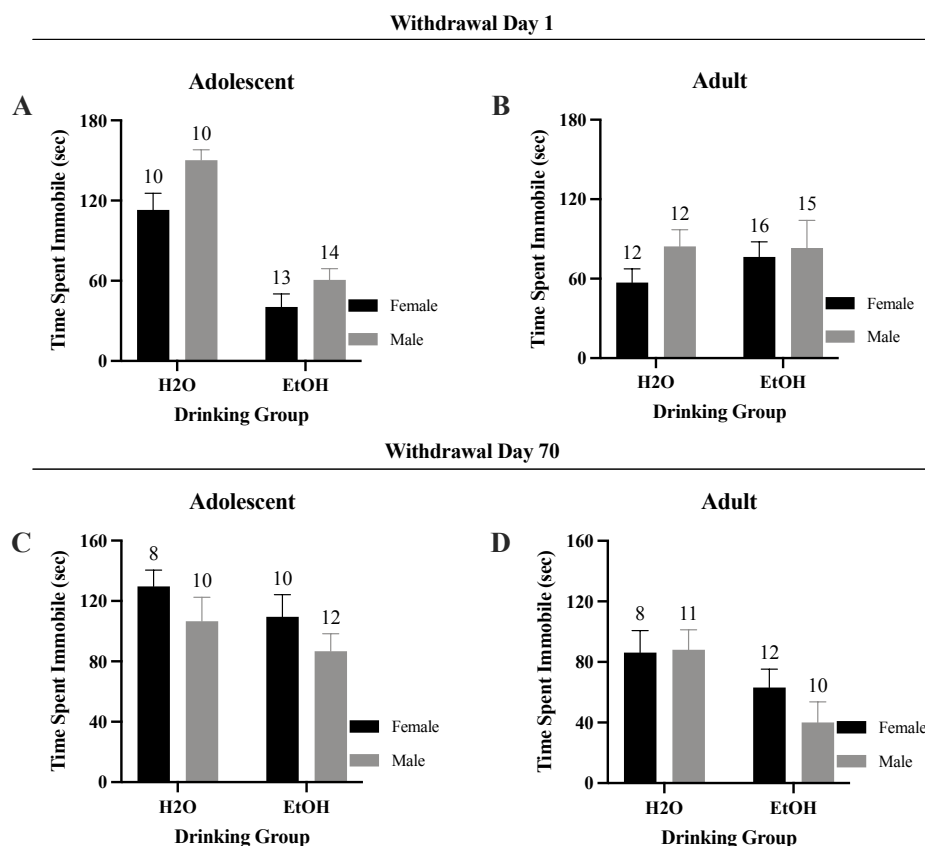 Withdrawal Day 1
Adolescent
A
Time Spent Immobile (sec)
180
120
60
0
10
10
13
14
H2O
EtOH
Drinking Group
Female
Male
Adult
B
Time Spent Immobile (sec)
180
120
60
0
12
12
16
15
H2O
EtOH
Drinking Group
Female
Male
Withdrawal Day 70
Adolescent
C
Time Spent Immobile (sec)
160
120
80
40
0
8
10
10
12
H2O
EtOH
Drinking Group
Female
Male
Adult
D
Time Spent Immobile (sec)
160
120
80
40
0
8
11
12
10
H2O
EtOH
Drinking Group
Female
Male